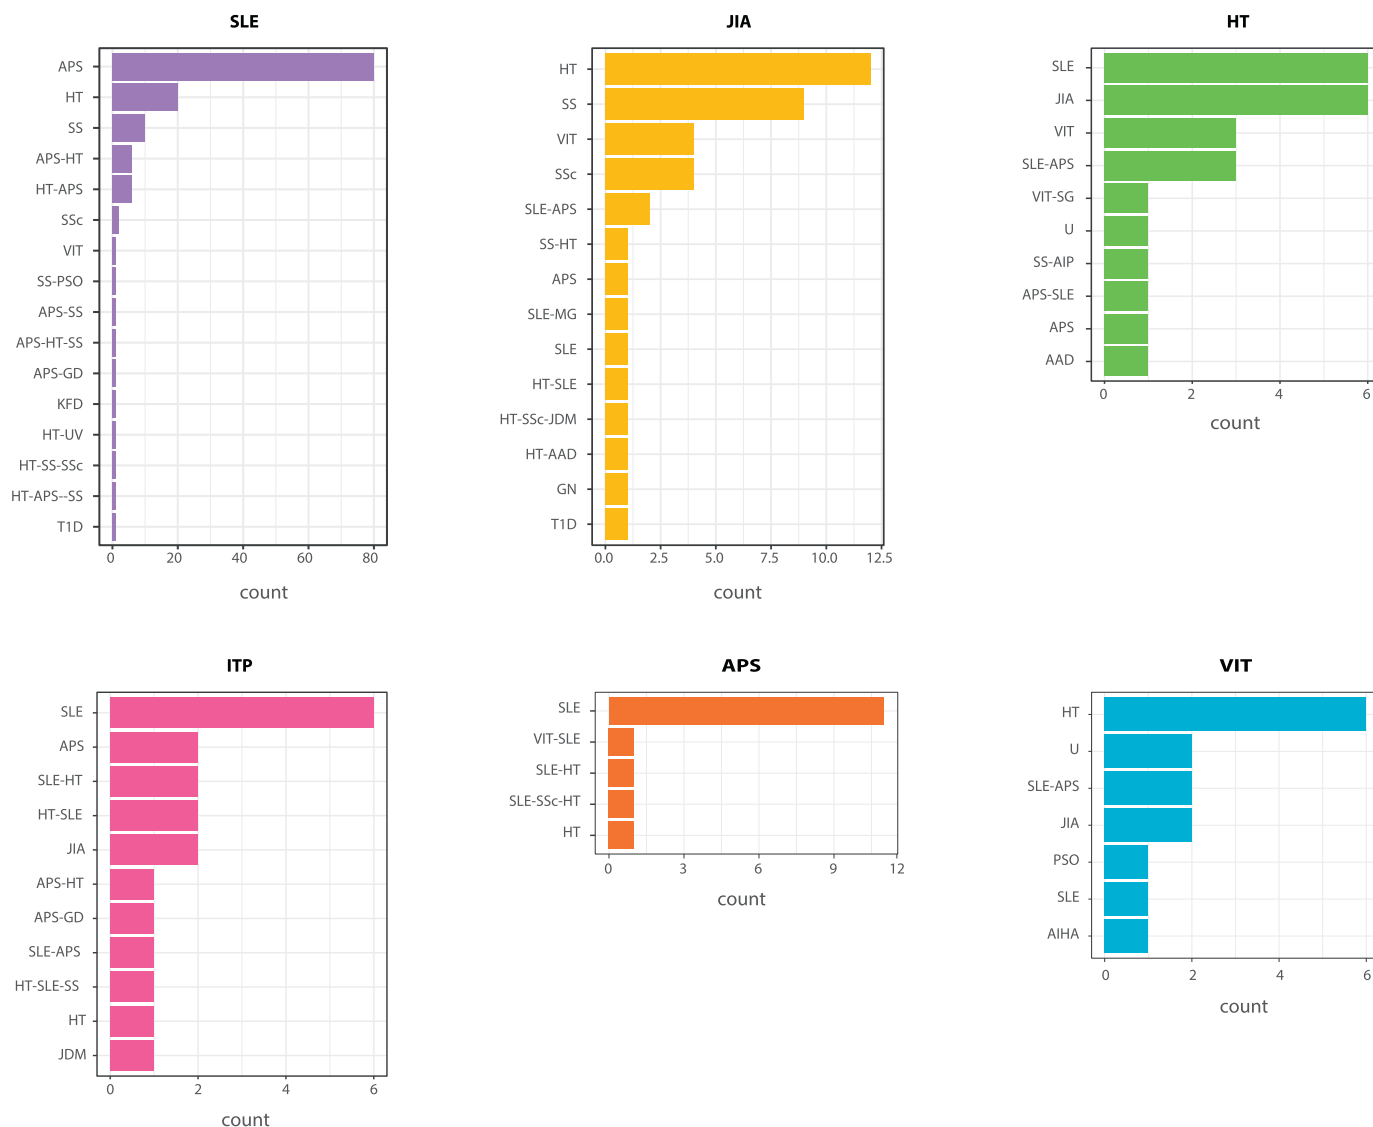 SLE
APS
HT
SS
APS-HT
HT-APS
SSc
VIT
SS-PSO
APS-SS
APS-HT-SS
APS-GD
KFD
HT-UV
HT-SS-SSc
HT-APS--SS
T1D
0 20 40 60 80
count
JIA
HT
SS
VIT
SSc
SLE-APS
SS-HT
APS
SLE-MG
SLE
HT-SLE
HT-SSc-JDM
HT-AAD
GN
T1D
0.0 2.5 5.0 7.5 10.0 12.5
count
HT
SLE
JIA
VIT
SLE-APS
VIT-SG
U
SS-AIP
APS-SLE
APS
AAD
0 2 4 6
count
ITP
SLE
APS
SLE-HT
HT-SLE
JIA
APS-HT
APS-GD
SLE-APS
HT-SLE-SS
HT
JDM
0 2 4 6
count
APS
SLE
VIT-SLE
SLE-HT
SLE-SSc-HT
HT
0 3 6 9 12
count
VIT
HT
U
SLE-APS
JIA
PSO
SLE
AIHA
0 2 4 6
count